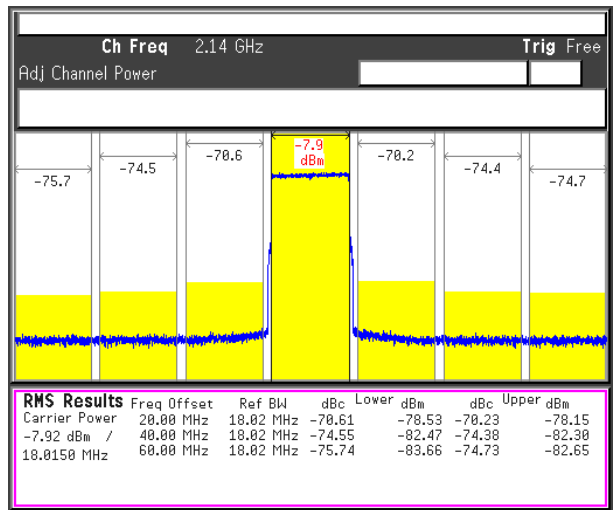 Ch Freq 2.14 GHz Trig Free
Adj Channel Power
-75.7 -74.5 -70.6 -7.9 dBm -70.2 -74.4 -74.7
RMS Results Freq Offset Ref BW dBc Lower dBm dBc Upper dBm
Carrier Power 20.00 MHz 18.02 MHz -70.61 -78.53 -70.23 -78.15
-7.92 dBm / 40.00 MHz 18.02 MHz -74.55 -82.47 -74.38 -82.30
18.0150 MHz 60.00 MHz 18.02 MHz -75.74 -83.66 -74.73 -82.65